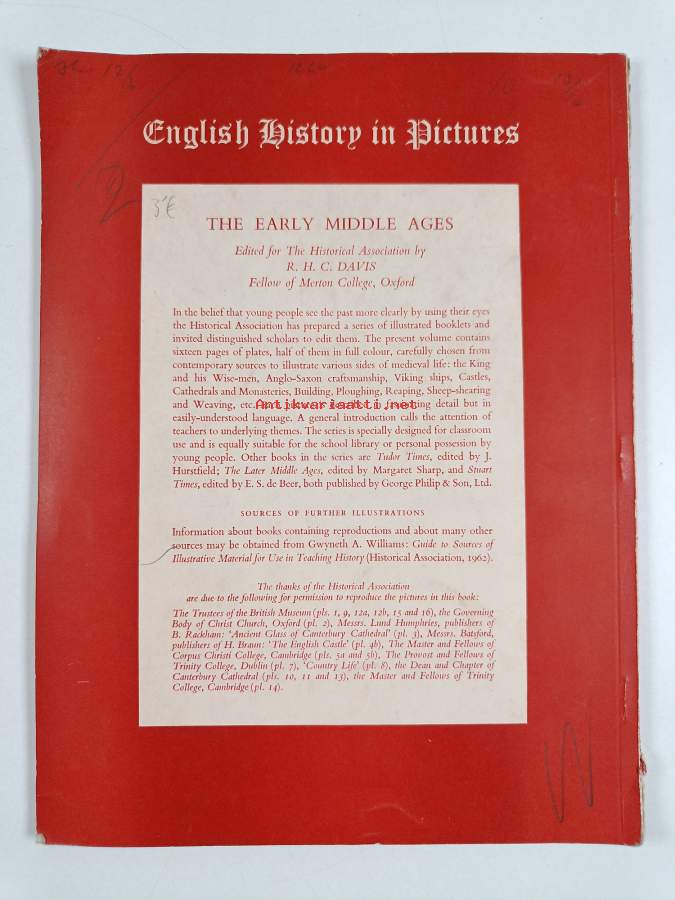 English History in Pictures
3'€
THE EARLY MIDDLE AGES
Edited for The Historical Association by
R. H. C. DAVIS
Fellow of Merton College, Oxford
In the belief that young people see the past more clearly by using their eyes
the Historical Association has prepared a series of illustrated booklets and
invited distinguished scholars to edit them. The present volume contains
sixteen pages of plates, half of them in full colour, carefully chosen from
contemporary sources to illustrate various sides of medieval life: the King
and his Wise-men, Anglo-Saxon craftsmanship, Viking ships, Castles,
Cathedrals and Monasteries, Building, Ploughing, Reaping, Sheep-shearing
and Weaving, etc. Each picture is described in interesting detail but in
Antikvariaatti.net
easily-understood language. A general introduction calls the attention of
teachers to underlying themes. The series is specially designed for classroom
use and is equally suitable for the school library or personal possession by
young people. Other books in the series are Tudor Times, edited by J.
Hurstfield; The Later Middle Ages, edited by Margaret Sharp, and Stuart
Times, edited by E. S. de Beer, both published by George Philip & Son, Ltd.
SOURCES OF FURTHER ILLUSTRATIONS
Information about books containing reproductions and about many other
sources may be obtained from Gwyneth A. Williams: Guide to Sources of
Illustrative Material for Use in Teaching History (Historical Association, 1962).
The thanks of the Historical Association
are due to the following for permission to reproduce the pictures in this book:
The Trustees of the British Museum (pls. 1, 9, 12a, 12b, 15 and 16), the Governing
Body of Christ Church, Oxford (pl. 2), Messrs. Lund Humphries, publishers of
B. Rackham: 'Ancient Glass of Canterbury Cathedral' (pl. 3), Messrs. Batsford,
publishers of H. Braun: 'The English Castle' (pl. 4b), The Master and Fellows of
Corpus Christi College, Cambridge (pls. 5a and 5b), The Provost and Fellows of
Trinity College, Dublin (pl. 7), 'Country Life' (pl. 8), the Dean and Chapter of
Canterbury Cathedral (pls. 10, 11 and 13), the Master and Fellows of Trinity
College, Cambridge (pl. 14).